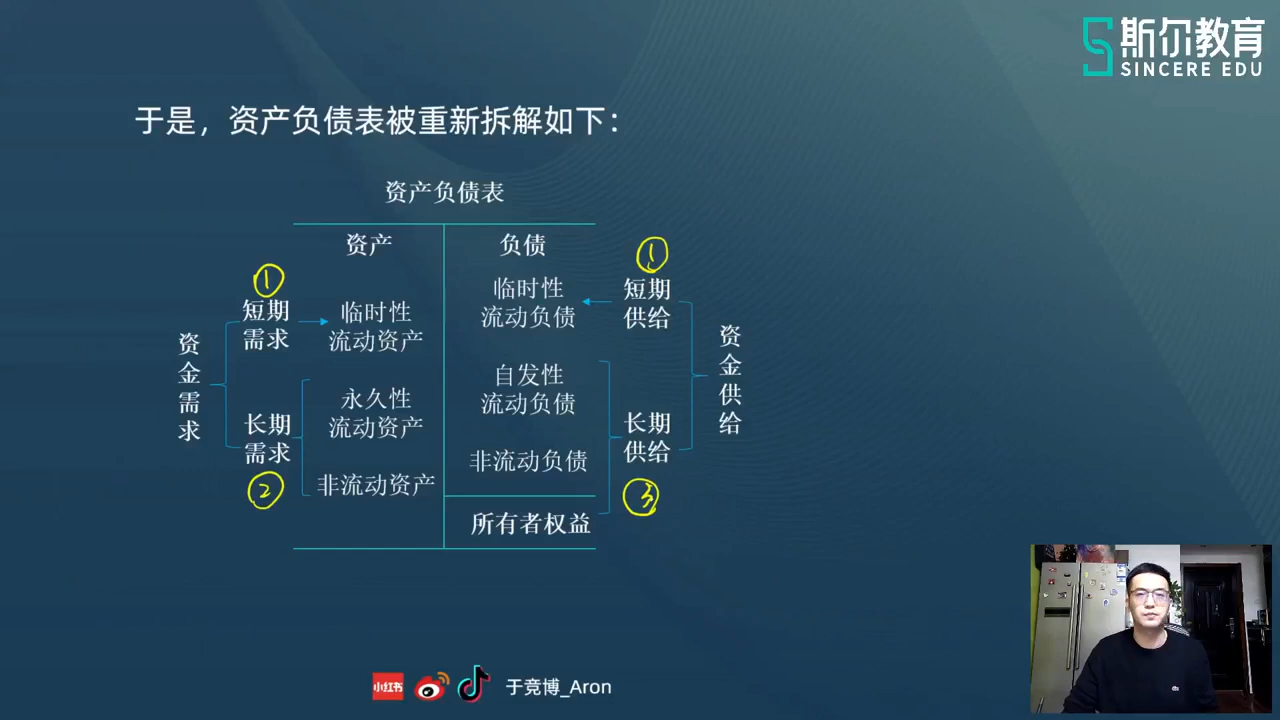 斯尔教育
SINCERE EDU
于是，资产负债表被重新拆解如下：
资产负债表
资产
负债
①
短期
需求
临时性
流动资产
临时性
流动负债
①
短期
供给
资金需求
永久性
流动资产
自发性
流动负债
资金供给
长期
需求
②
非流动资产
非流动负债
长期
供给
③
所有者权益
小红书
于竞博_Aron